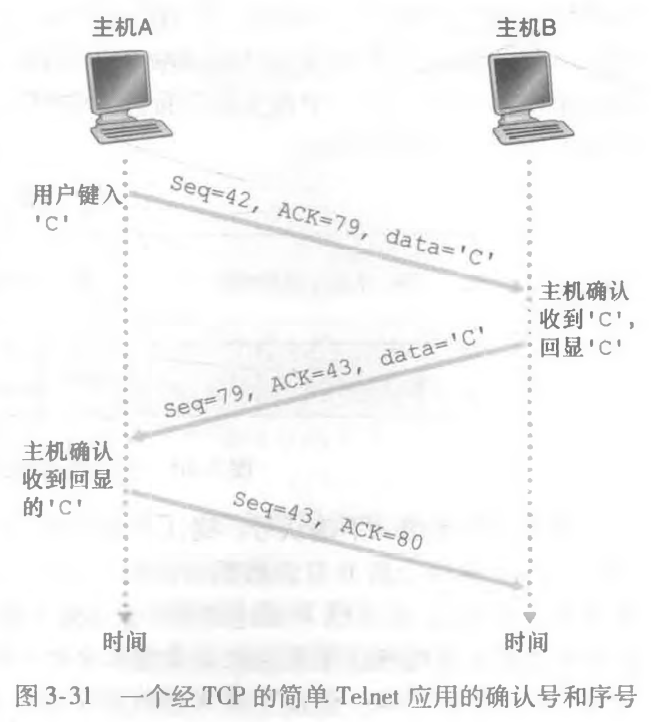 主机A
主机B
用户键入
'C'
Seq=42, ACK=79, data='C'
主机确认
收到'C',
回显'C'
Seq=79, ACK=43, data='C'
主机确认
收到回显
的'C'
Seq=43, ACK=80
时间
时间
图 3-31 一个经 TCP 的简单 Telnet 应用的确认号和序号